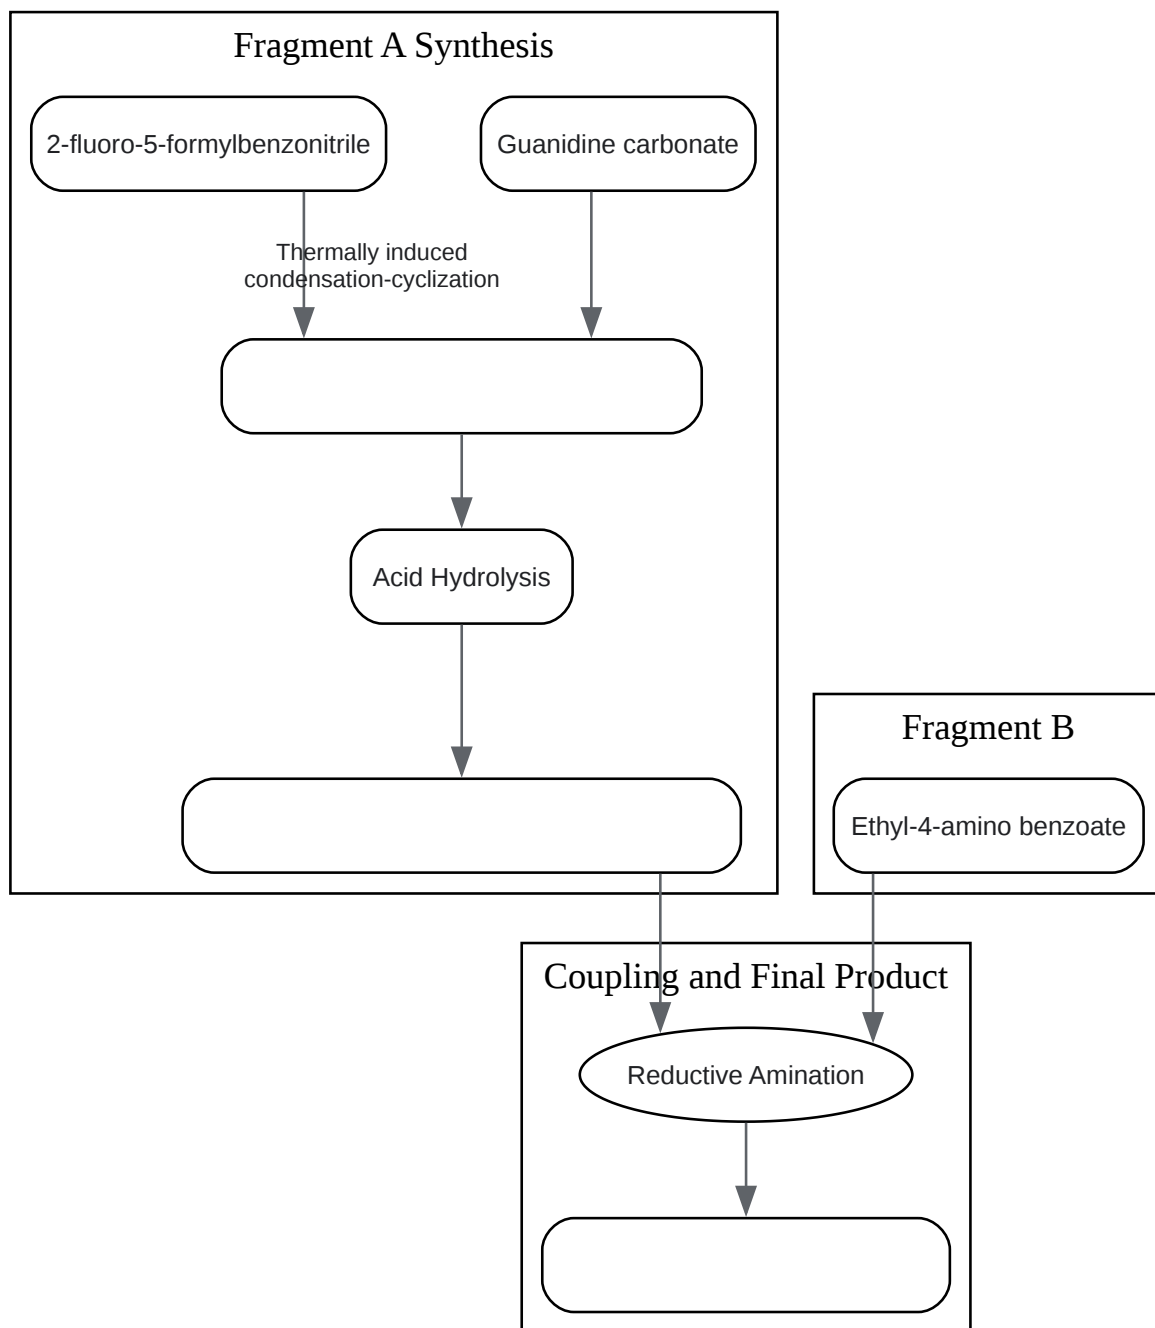 Fragment A Synthesis
2-fluoro-5-formylbenzonitrile
Guanidine carbonate
Thermally induced
condensation-cyclization
Acid Hydrolysis
Fragment B
Ethyl-4-amino benzoate
Coupling and Final Product
Reductive Amination